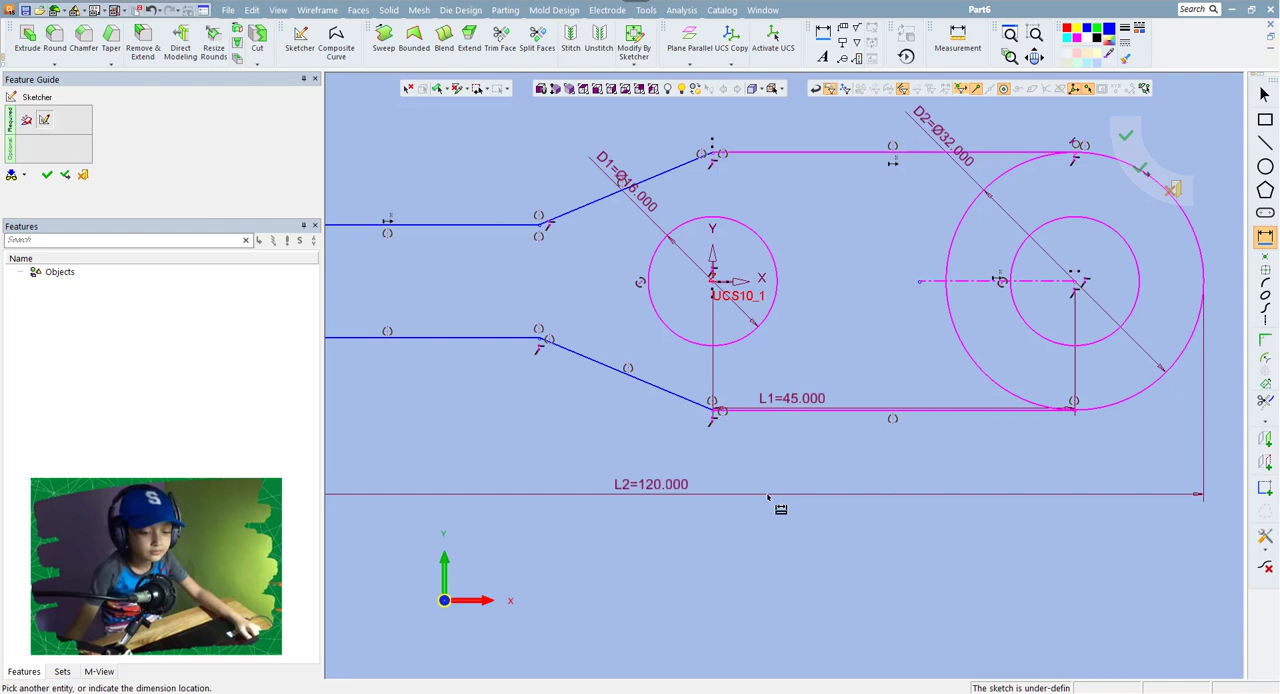 File Edit View Wireframe Faces Solid Mesh Die Design Parting Mold Design Electrode Tools Analysis Catalog Window
Part6
Search
Extrude Round Chamfer Taper Remove & Extend Direct Modeling Resize Rounds Cut Sketcher Composite Curve Sweep Bounded Blend Extend Trim Face Split Faces Stitch Unstitch Modify By Sketcher Plane Parallel UCS Copy Activate UCS Measurement
Feature Guide
Sketcher
Required
Optional
Features
Search
Name
Objects
D1=Ø16.000
D2=Ø32.000
Y
X
Z
UCS10_1
L1=45.000
L2=120.000
Y
X
S
Features Sets M-View
Pick another entity, or indicate the dimension location.
The sketch is under-defin